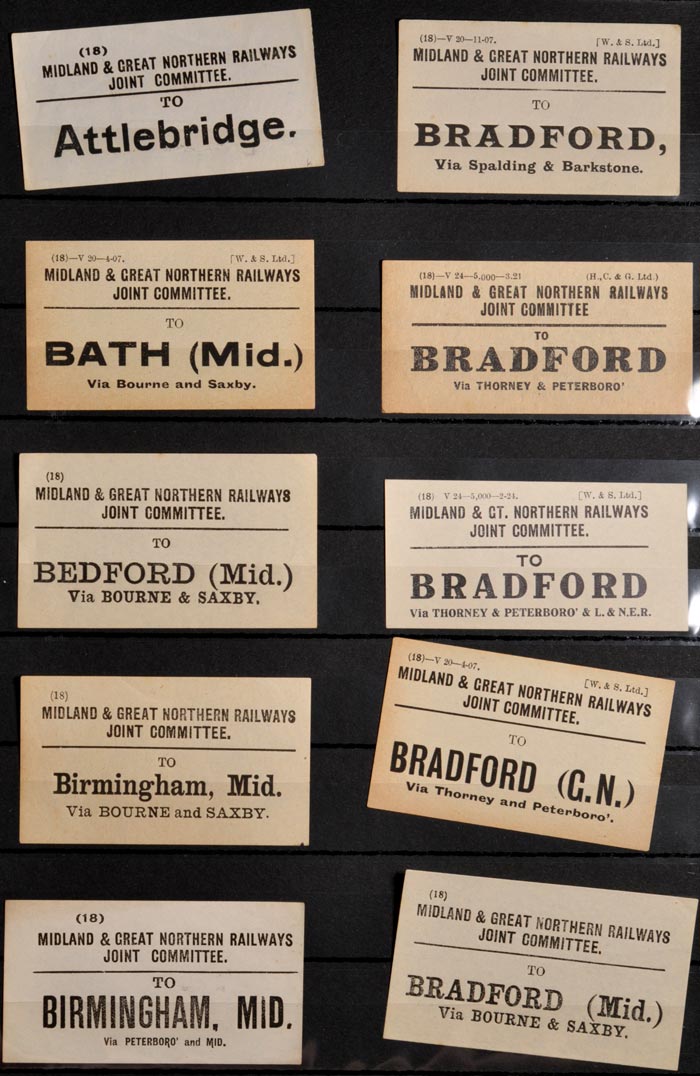 (18)
MIDLAND & GREAT NORTHERN RAILWAYS
JOINT COMMITTEE.
TO
Attlebridge.
(18)—V 20—4-07. [W. & S. Ltd.]
MIDLAND & GREAT NORTHERN RAILWAYS
JOINT COMMITTEE.
TO
BATH (Mid.)
Via Bourne and Saxby.
(18)
MIDLAND & GREAT NORTHERN RAILWAYS
JOINT COMMITTEE.
TO
BEDFORD (Mid.)
Via BOURNE & SAXBY.
(18)
MIDLAND & GREAT NORTHERN RAILWAYS
JOINT COMMITTEE.
TO
Birmingham, Mid.
Via BOURNE and SAXBY.
(18)
MIDLAND & GREAT NORTHERN RAILWAYS
JOINT COMMITTEE.
TO
BIRMINGHAM, MID.
Via PETERBORO' and MID.
(18)—V 20—11-07. [W. & S. Ltd.]
MIDLAND & GREAT NORTHERN RAILWAYS
JOINT COMMITTEE.
TO
BRADFORD,
Via Spalding & Barkstone.
(18)—V 24—5,000—3.21 (H.,C. & G. Ltd.)
MIDLAND & GREAT NORTHERN RAILWAYS
JOINT COMMITTEE
TO
BRADFORD
Via THORNEY & PETERBORO'
(18) V 24—5,000—2-24. [W. & S. Ltd.]
MIDLAND & GT. NORTHERN RAILWAYS
JOINT COMMITTEE.
TO
BRADFORD
Via THORNEY & PETERBORO' & L. & N.E.R.
(18)—V 20—4-07. [W. & S. Ltd.]
MIDLAND & GREAT NORTHERN RAILWAYS
JOINT COMMITTEE.
TO
BRADFORD (G.N.)
Via Thorney and Peterboro'.
(18)
MIDLAND & GREAT NORTHERN RAILWAYS
JOINT COMMITTEE.
TO
BRADFORD (Mid.)
Via BOURNE & SAXBY.